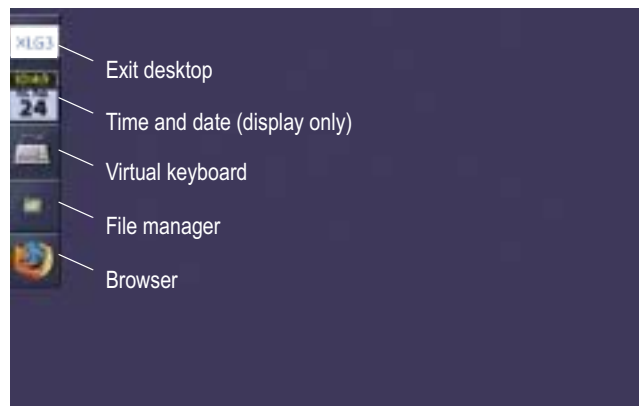 XLG3
Exit desktop
24
Time and date (display only)
Virtual keyboard
File manager
Browser